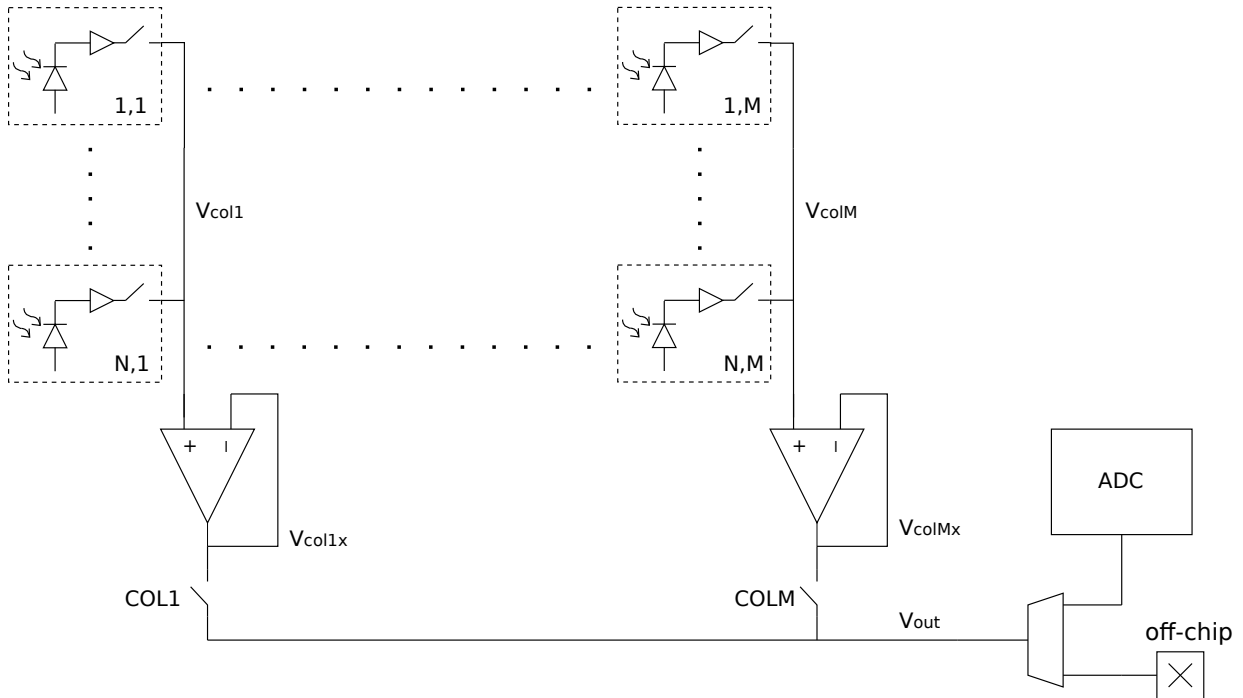 1,1
1,M
Vcol1
VcolM
N,1
N,M
+ –
+ –
ADC
Vcol1x
VcolMx
COL1
COLM
Vout
off-chip